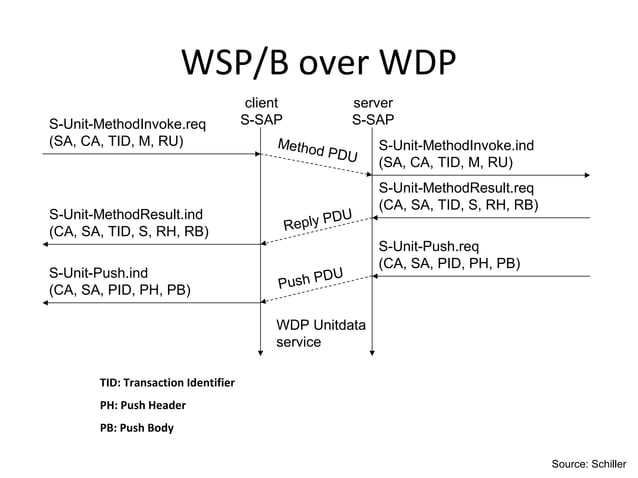 WSP/B over WDP
client
S-SAP
server
S-SAP
S-Unit-MethodInvoke.req
(SA, CA, TID, M, RU)
Method PDU
S-Unit-MethodInvoke.ind
(SA, CA, TID, M, RU)
S-Unit-MethodResult.req
(CA, SA, TID, S, RH, RB)
S-Unit-MethodResult.ind
(CA, SA, TID, S, RH, RB)
Reply PDU
S-Unit-Push.req
(CA, SA, PID, PH, PB)
S-Unit-Push.ind
(CA, SA, PID, PH, PB)
Push PDU
WDP Unitdata
service
TID: Transaction Identifier
PH: Push Header
PB: Push Body
Source: Schiller